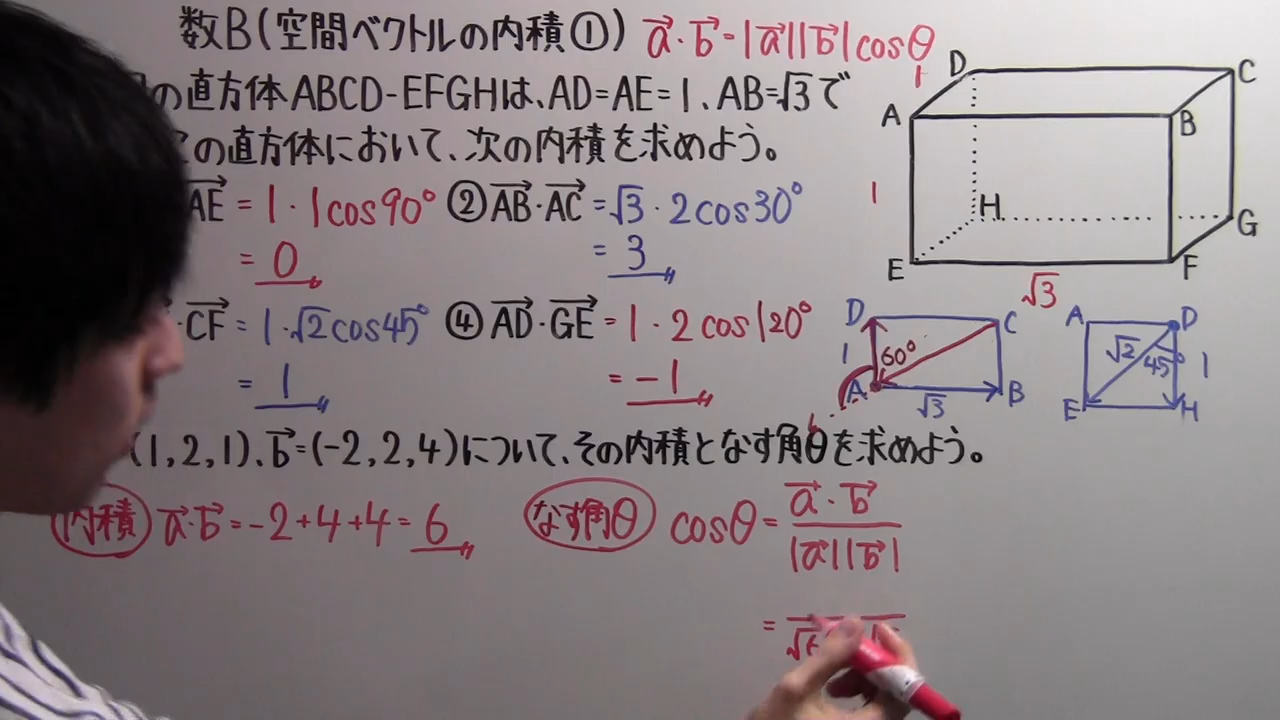 数B(空間ベクトルの内積①) a・b=|a||b|cosθ
の直方体ABCD-EFGHは、AD=AE=1、AB=√3で
の直方体において、次の内積を求めよう。
AE=1・1cos90°
=0
②AB・AC=√3・2cos30°
=3
・CF=1・√2cos45°
=1
④AD・GE=1・2cos120°
=-1
(1,2,1)、b=(-2,2,4)について、その内積となす角θを求めよう。
内積 a・b=-2+4+4=6
なす角θ cosθ=a・b/|a||b|
=
D
C
1
A
B
1
H
G
E
F
√3
D
C
1
60°
A
√3
B
A
D
√2
45°
1
E
H